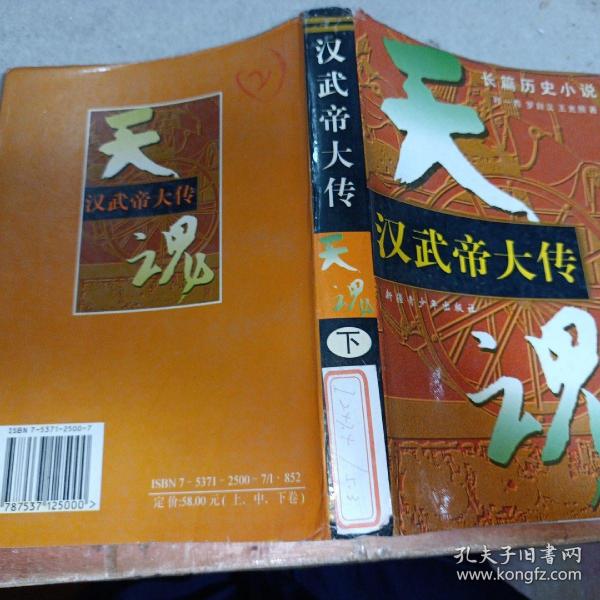 天魂
汉武帝大传
ISBN 7-5371-2500-7
787537125000>
ISBN 7-5371-2500-7/I·852
定价:58.00元(上、中、下卷)
汉武帝大传
天魂
下
长篇历史小说
天魂
汉武帝大传
新疆青少年出版社
孔夫子旧书网
www.kongfz.com